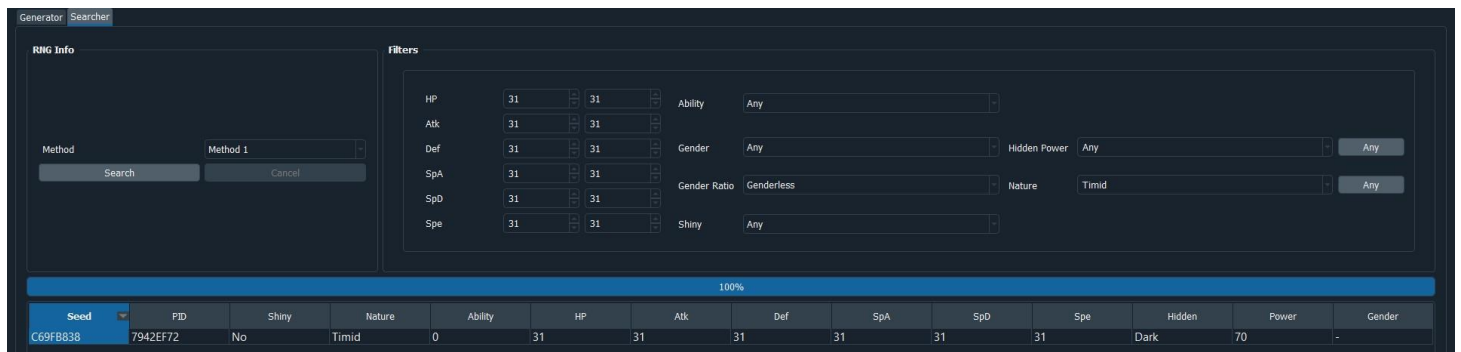 Generator Searcher
RNG Info
Filters
HP 31 31 Ability Any
Atk 31 31
Method Method 1
Def 31 31 Gender Any Hidden Power Any Any
Search Cancel
SpA 31 31
Gender Ratio Genderless Nature Timid Any
SpD 31 31
Spe 31 31 Shiny Any
100%
Seed PID Shiny Nature Ability HP Atk Def SpA SpD Spe Hidden Power Gender
C69FB838 7942EF72 No Timid 0 31 31 31 31 31 31 Dark 70 -